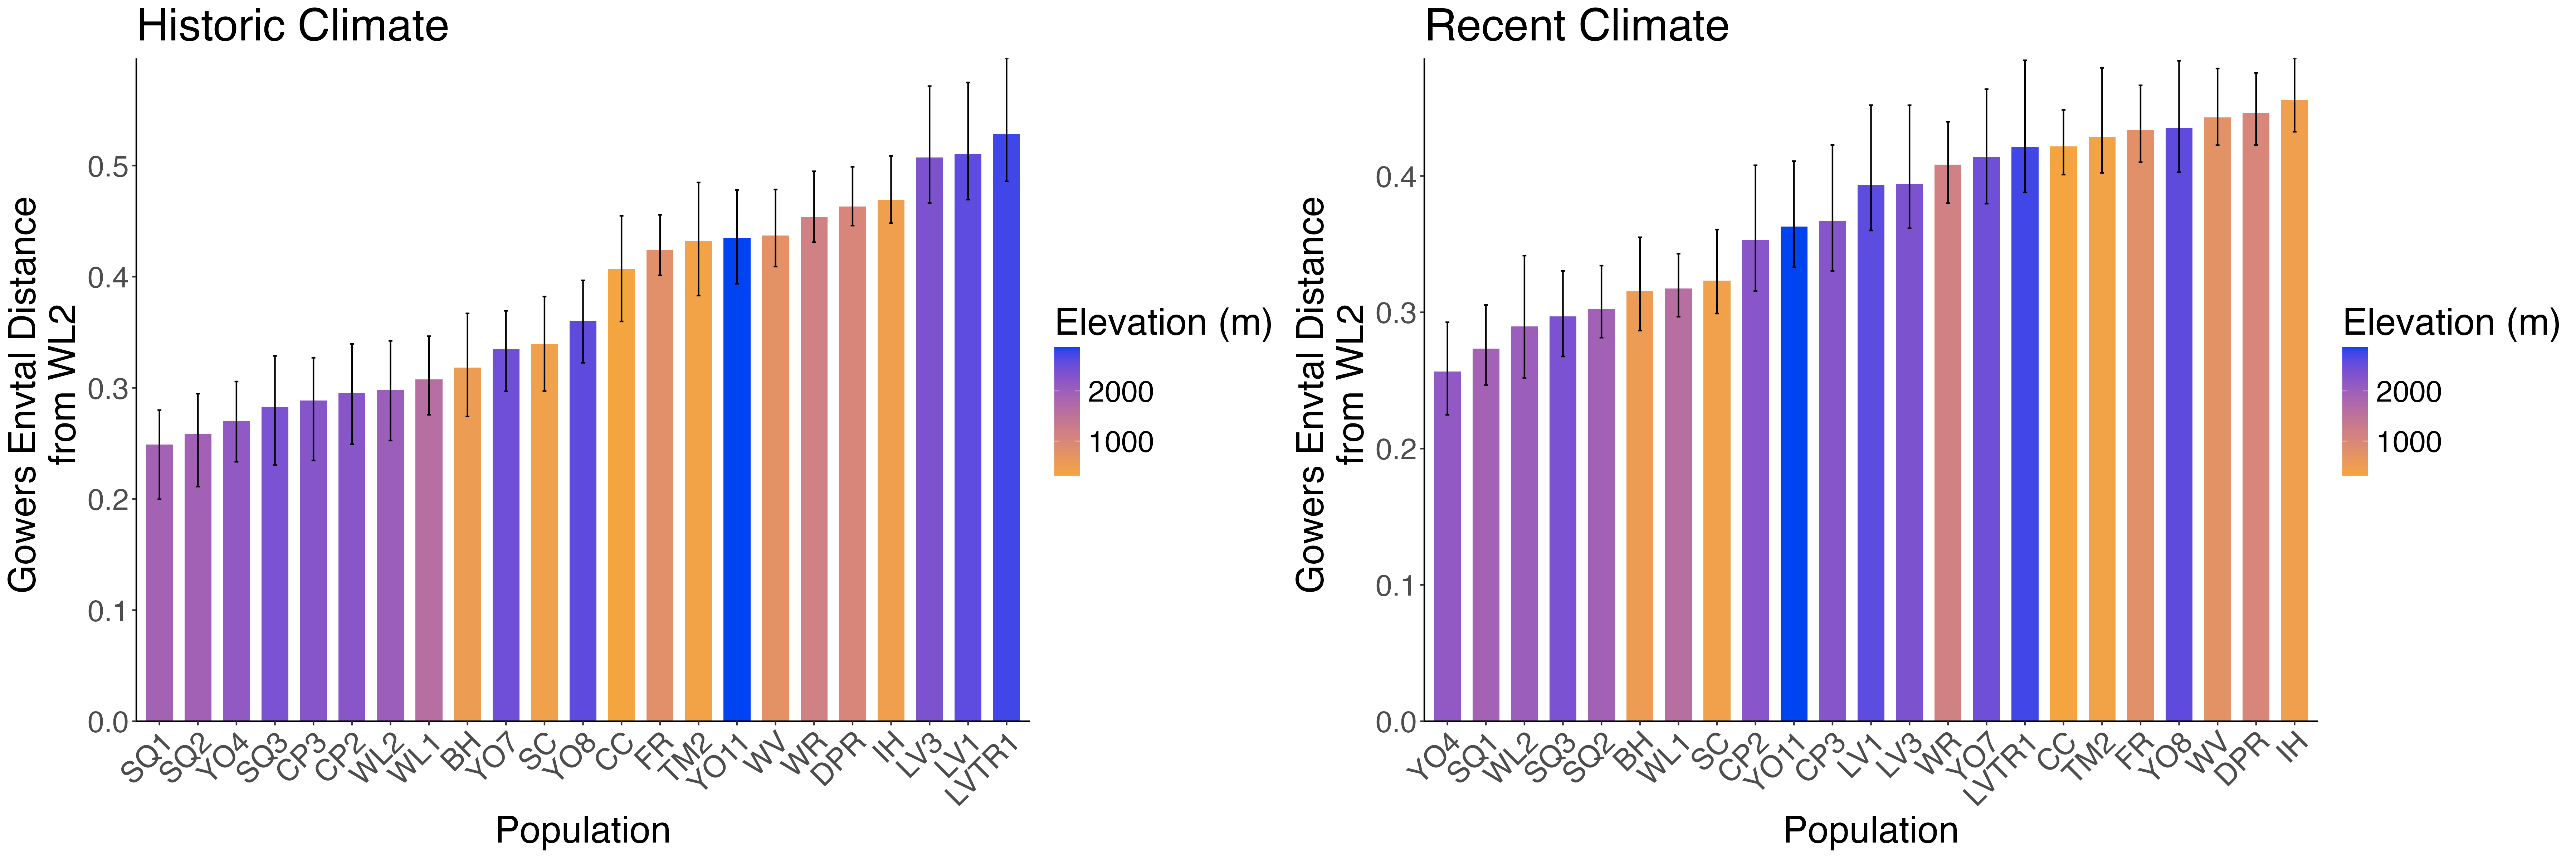 Historic Climate
Gowers Envtal Distance
from WL2
0.5
0.4
0.3
0.2
0.1
0.0
SQ1
SQ2
YO4
SQ3
CP3
CP2
WL2
WL1
BH
YO7
SC
YO8
CC
FR
TM2
YO11
WV
WR
DPR
IH
LV3
LV1
LVTR1
Population
Elevation (m)
2000
1000
Recent Climate
Gowers Envtal Distance
from WL2
0.4
0.3
0.2
0.1
0.0
YO4
SQ1
WL2
SQ3
SQ2
BH
WL1
SC
CP2
YO11
CP3
LV1
LV3
WR
YO7
LVTR1
CC
TM2
FR
YO8
WV
DPR
IH
Population
Elevation (m)
2000
1000